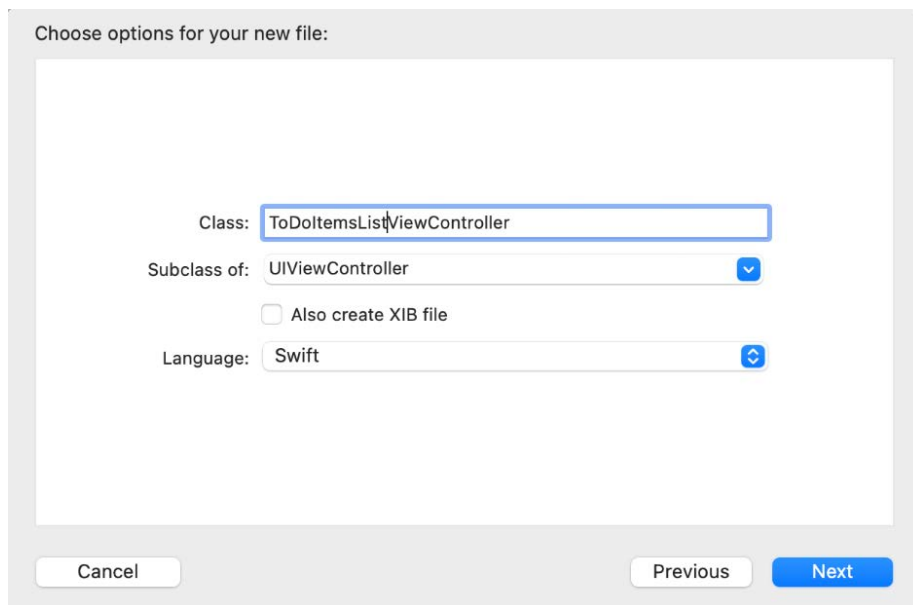 Choose options for your new file:
Class: ToDoItemsListViewController
Subclass of: UIViewController
Also create XIB file
Language: Swift
Cancel Previous Next